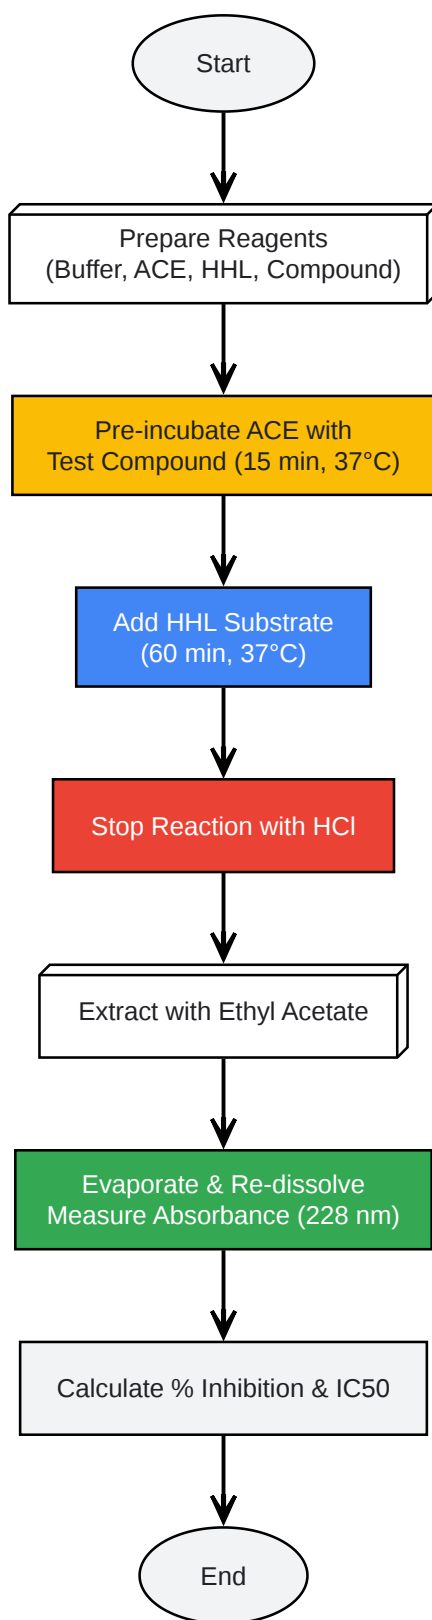 Start
Prepare Reagents
(Buffer, ACE, HHL, Compound)
Pre-incubate ACE with
Test Compound (15 min, 37°C)
Add HHL Substrate
(60 min, 37°C)
Stop Reaction with HCl
Extract with Ethyl Acetate
Evaporate & Re-dissolve
Measure Absorbance (228 nm)
Calculate % Inhibition & IC50
End